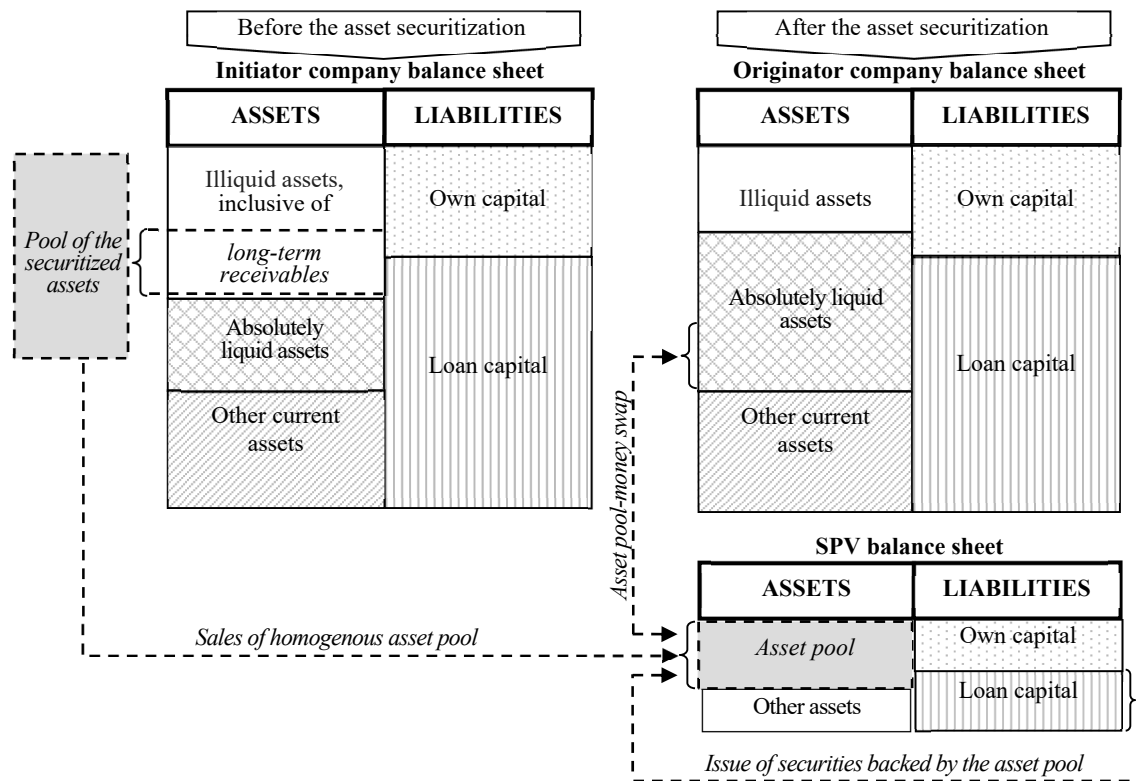 Before the asset securitization
After the asset securitization
Initiator company balance sheet
Originator company balance sheet
ASSETS
LIABILITIES
ASSETS
LIABILITIES
Illiquid assets,
inclusive of
Own capital
Illiquid assets
Own capital
Pool of the
securitized
assets
long-term
receivables
Absolutely
liquid assets
Loan capital
Absolutely liquid
assets
Loan capital
Other current
assets
Other current
assets
Asset pool-money swap
SPV balance sheet
ASSETS
LIABILITIES
Sales of homogenous asset pool
Asset pool
Own capital
Other assets
Loan capital
Issue of securities backed by the asset pool